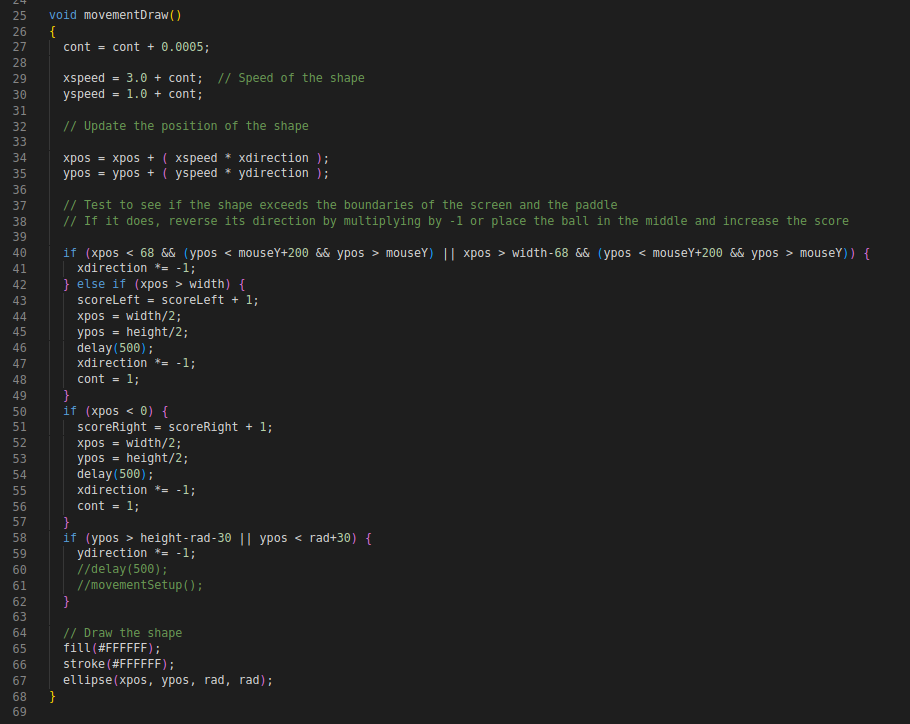 24
25 void movementDraw()
26 {
27 cont = cont + 0.0005;
28
29 xspeed = 3.0 + cont; // Speed of the shape
30 yspeed = 1.0 + cont;
31
32 // Update the position of the shape
33
34 xpos = xpos + ( xspeed * xdirection );
35 ypos = ypos + ( yspeed * ydirection );
36
37 // Test to see if the shape exceeds the boundaries of the screen and the paddle
38 // If it does, reverse its direction by multiplying by -1 or place the ball in the middle and increase the score
39
40 if (xpos < 68 && (ypos < mouseY+200 && ypos > mouseY) || xpos > width-68 && (ypos < mouseY+200 && ypos > mouseY)) {
41 xdirection *= -1;
42 } else if (xpos > width) {
43 scoreLeft = scoreLeft + 1;
44 xpos = width/2;
45 ypos = height/2;
46 delay(500);
47 xdirection *= -1;
48 cont = 1;
49 }
50 if (xpos < 0) {
51 scoreRight = scoreRight + 1;
52 xpos = width/2;
53 ypos = height/2;
54 delay(500);
55 xdirection *= -1;
56 cont = 1;
57 }
58 if (ypos > height-rad-30 || ypos < rad+30) {
59 ydirection *= -1;
60 //delay(500);
61 //movementSetup();
62 }
63
64 // Draw the shape
65 fill(#FFFFFF);
66 stroke(#FFFFFF);
67 ellipse(xpos, ypos, rad, rad);
68 }
69